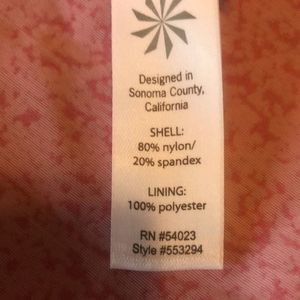 Designed in
Sonoma County,
California
SHELL:
80% nylon/
20% spandex
LINING:
100% polyester
RN #54023
Style #553294